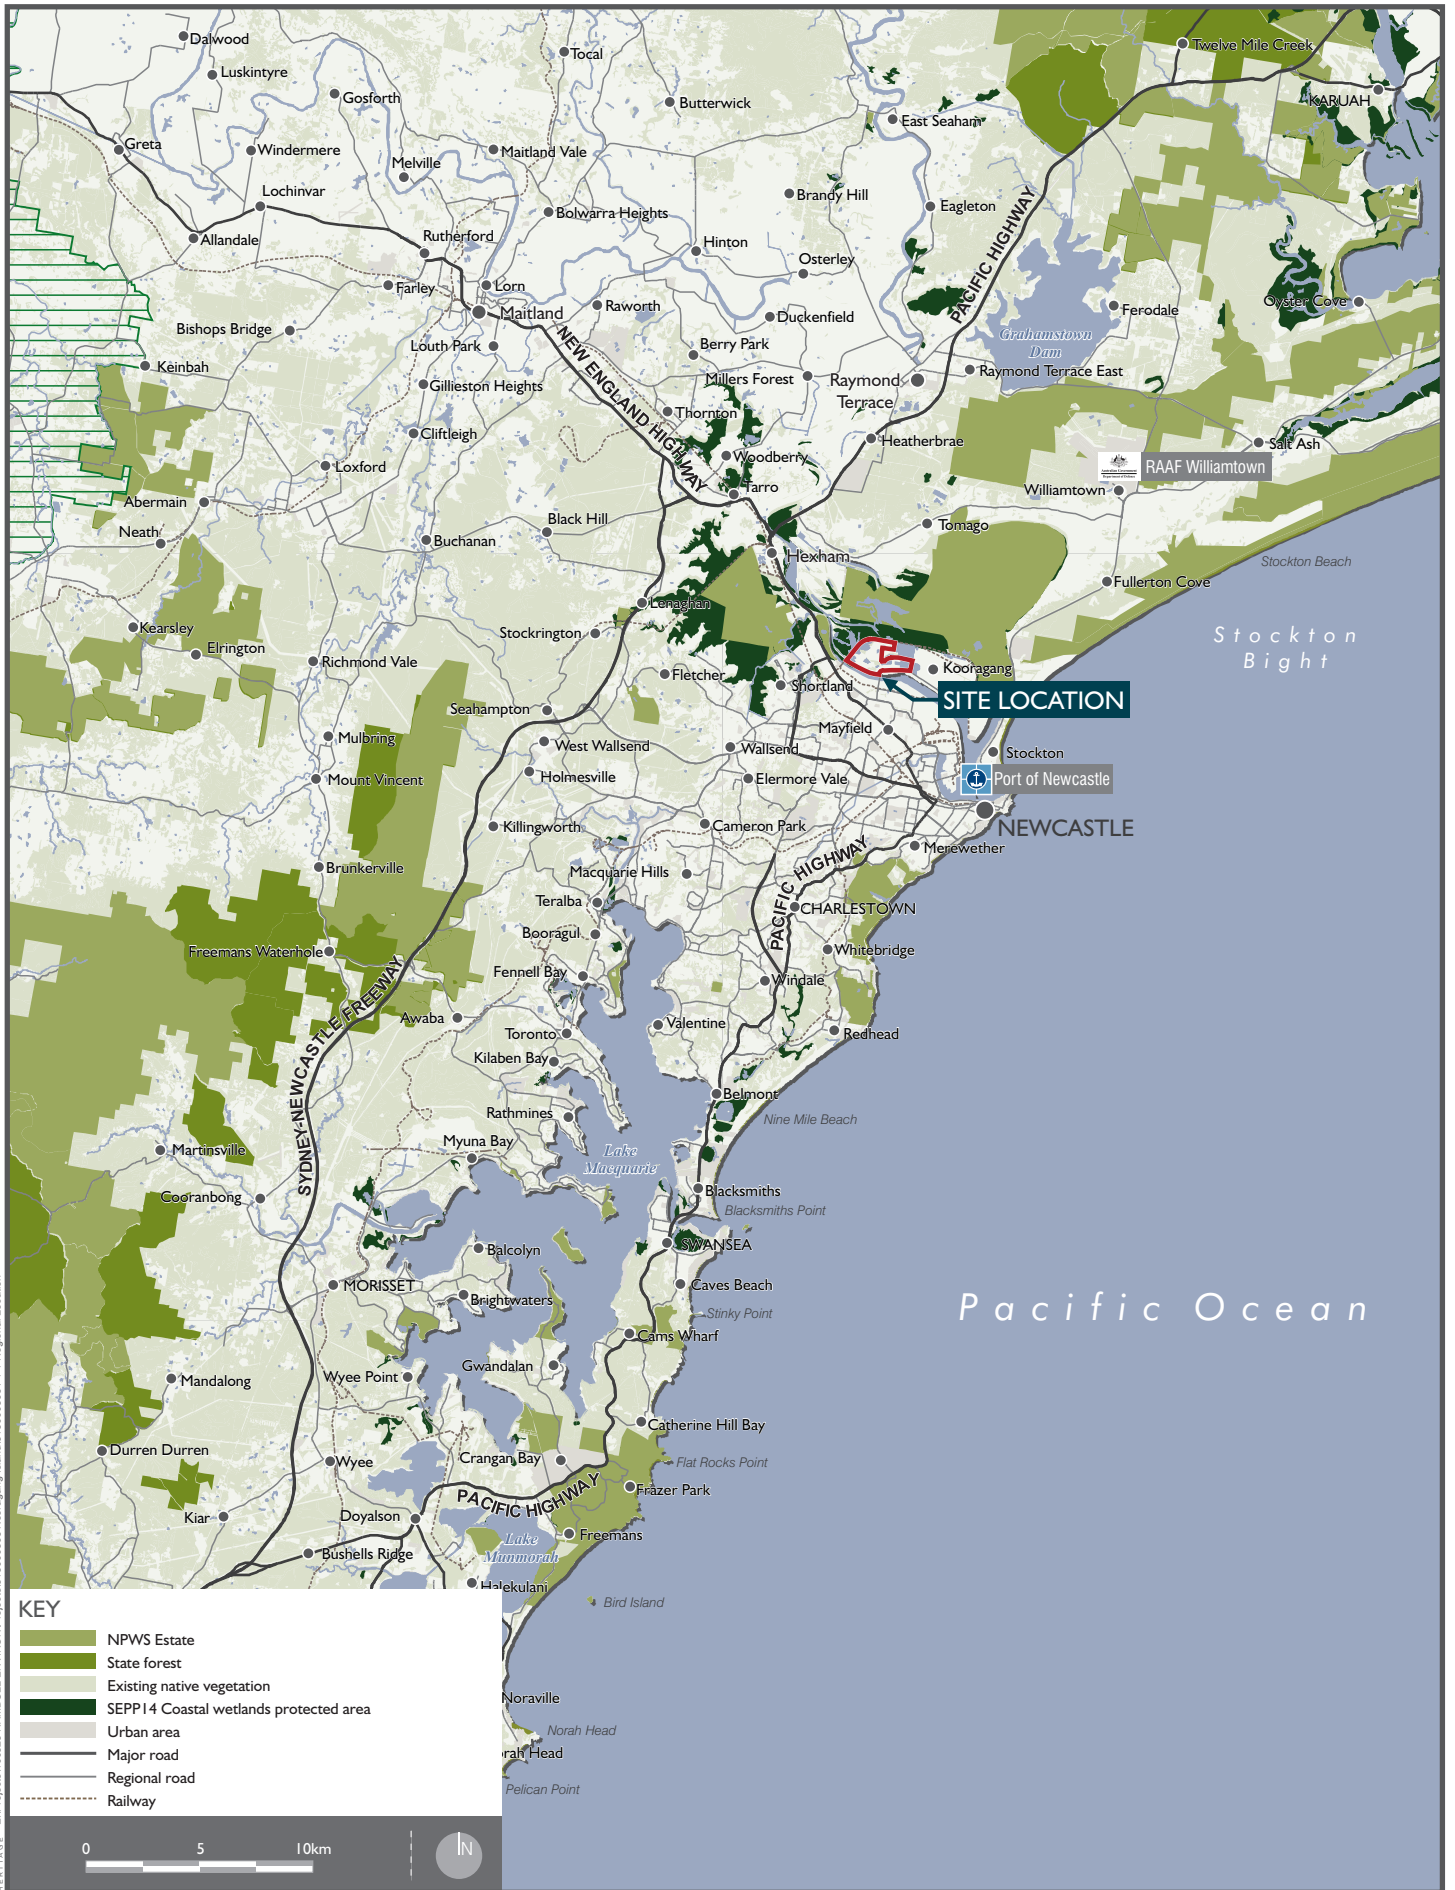 Dalwood
Luskintyre
Tocal
Twelve Mile Creek
Gosforth
Butterwick
KARUAH
East Seaham
Greta
Windermere
Melville
Maitland Vale
Lochinvar
Brandy Hill
Eagleton
Bolwarra Heights
Allandale
Rutherford
Hinton
Osterley
PACIFIC HIGHWAY
Farley
Lorn
Raworth
Oyster Cove
Ferodale
Maitland
Duckenfield
Bishops Bridge
Louth Park
NEW ENGLAND HIGHWAY
Berry Park
Grahamstown
Dam
Keinbah
Gillieston Heights
Millers Forest
Raymond
Terrace
Raymond Terrace East
Thornton
Cliftleigh
Heatherbrae
Salt Ash
Woodberry
Loxford
RAAF Williamtown
Australian Government
Department of Defence
Tarro
Williamtown
Abermain
Neath
Black Hill
Buchanan
Tomago
Hexham
Stockton Beach
Fullerton Cove
Lenaghan
Kearsley
Stockrington
Stockton
Bight
Elrington
Richmond Vale
Fletcher
Kooragang
Shortland
SITE LOCATION
Seahampton
Mayfield
Mulbring
West Wallsend
Wallsend
Stockton
Mount Vincent
Holmesville
Elermore Vale
Port of Newcastle
Killingworth
Cameron Park
NEWCASTLE
Merewether
PACIFIC HIGHWAY
Brunkerville
Macquarie Hills
Teralba
CHARLESTOWN
Booragul
Freemans Waterhole
Whitebridge
Fennell Bay
Windale
SYDNEY-NEWCASTLE FREEWAY
Awaba
Toronto
Valentine
Redhead
Kilaben Bay
Belmont
Rathmines
Nine Mile Beach
Myuna Bay
Martinsville
Lake
Macquarie
Cooranbong
Blacksmiths
Blacksmiths Point
SWANSEA
Balcolyn
MORISSET
Caves Beach
Brightwaters
Stinky Point
Pacific Ocean
Cams Wharf
Gwandalan
Mandalong
Wyee Point
Catherine Hill Bay
Durren Durren
Wyee
Crangan Bay
Flat Rocks Point
PACIFIC HIGHWAY
Frazer Park
Kiar
Doyalson
Freemans
Lake
Munmorah
Bushells Ridge
Halekulani
Bird Island
KEY
NPWS Estate
State forest
Existing native vegetation
SEPP14 Coastal wetlands protected area
Urban area
Major road
Regional road
Railway
Noraville
Norah Head
orah Head
Pelican Point
0 5 10km
N